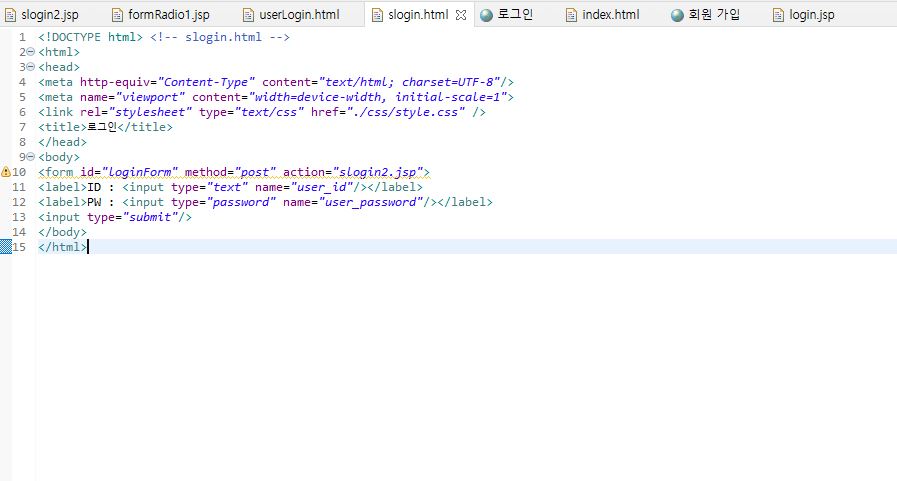 slogin2.jsp formRadio1.jsp userLogin.html slogin.html 로그인 index.html 회원 가입 login.jsp
1 <!DOCTYPE html> <!-- slogin.html -->
2 <html>
3 <head>
4 <meta http-equiv="Content-Type" content="text/html; charset=UTF-8"/>
5 <meta name="viewport" content="width=device-width, initial-scale=1">
6 <link rel="stylesheet" type="text/css" href="./css/style.css" />
7 <title>로그인</title>
8 </head>
9 <body>
10 <form id="loginForm" method="post" action="slogin2.jsp">
11 <label>ID : <input type="text" name="user_id"/></label>
12 <label>PW : <input type="password" name="user_password"/></label>
13 <input type="submit"/>
14 </body>
15 </html>